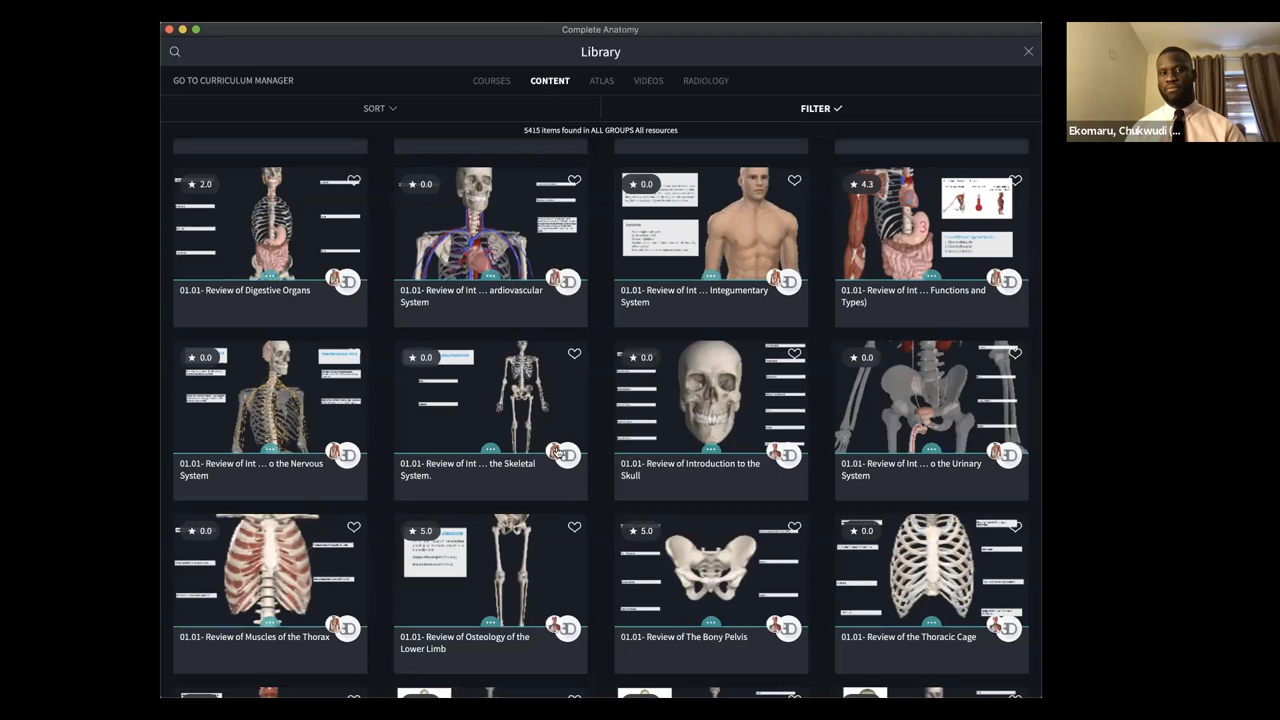 Complete Anatomy
Library
GO TO CURRICULUM MANAGER
COURSES
CONTENT
ATLAS
VIDEOS
RADIOLOGY
SORT
FILTER
5415 items found in ALL GROUPS All resources
Ekomaru, Chukwudi (...
★ 2.0
★ 0.0
★ 0.0
★ 4.3
01.01- Review of Digestive Organs
01.01- Review of Int ... ardiovascular
System
01.01- Review of Int ... Integumentary
System
01.01- Review of Int ... Functions and
Types)
★ 0.0
★ 0.0
★ 0.0
★ 0.0
01.01- Review of Int ... o the Nervous
System
01.01- Review of Int ... the Skeletal
System.
01.01- Review of Introduction to the
Skull
01.01- Review of Int ... o the Urinary
System
★ 0.0
★ 5.0
★ 5.0
★ 0.0
01.01- Review of Muscles of the Thorax
01.01- Review of Osteology of the
Lower Limb
01.01- Review of The Bony Pelvis
01.01- Review of the Thoracic Cage